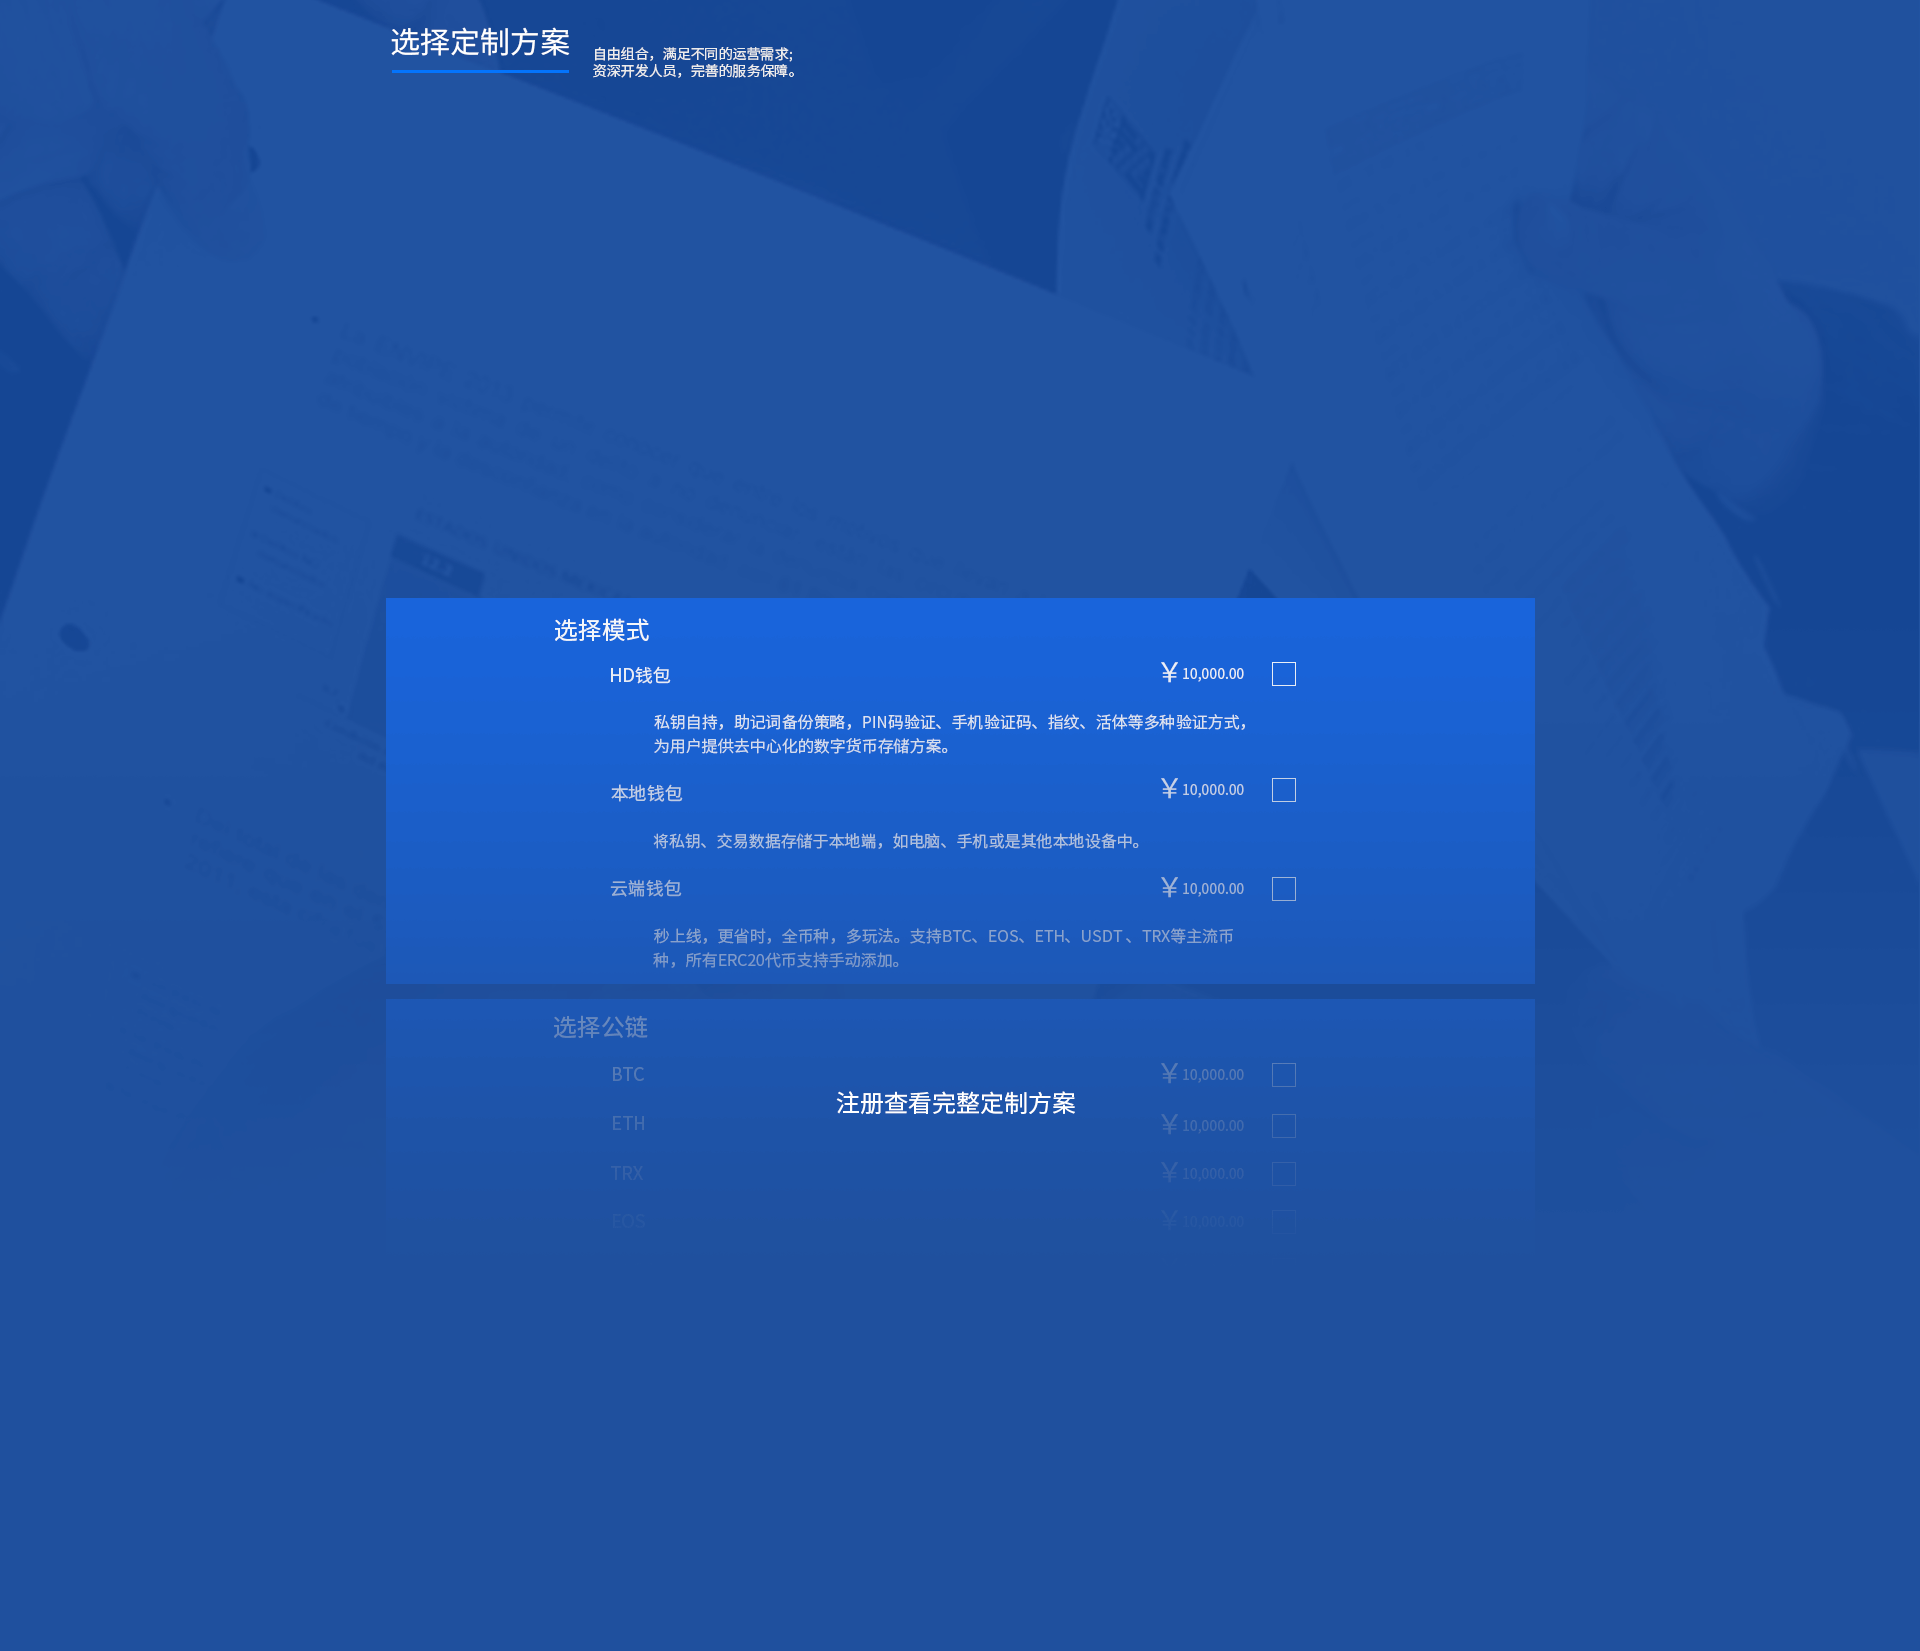 选择定制方案
自由组合，满足不同的运营需求;
资深开发人员，完善的服务保障。
选择模式
HD钱包 ￥10,000.00
私钥自持，助记词备份策略，PIN码验证、手机验证码、指纹、活体等多种验证方式，
为用户提供去中心化的数字货币存储方案。
本地钱包 ￥10,000.00
将私钥、交易数据存储于本地端，如电脑、手机或是其他本地设备中。
云端钱包 ￥10,000.00
秒上线，更省时，全币种，多玩法。支持BTC、EOS、ETH、USDT 、TRX等主流币
种，所有ERC20代币支持手动添加。
选择公链
BTC ￥10,000.00
注册查看完整定制方案
ETH ￥10,000.00
TRX ￥10,000.00
EOS ￥10,000.00